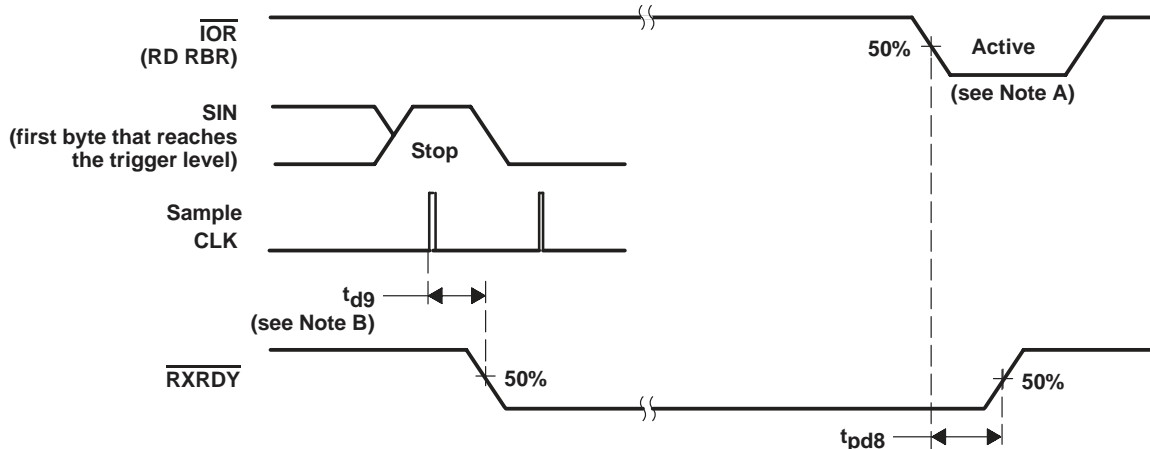 IOR
(RD RBR)
50%
Active
(see Note A)
SIN
(first byte that reaches
the trigger level)
Stop
Sample
CLK
td9
(see Note B)
RXRDY
50%
50%
tpd8